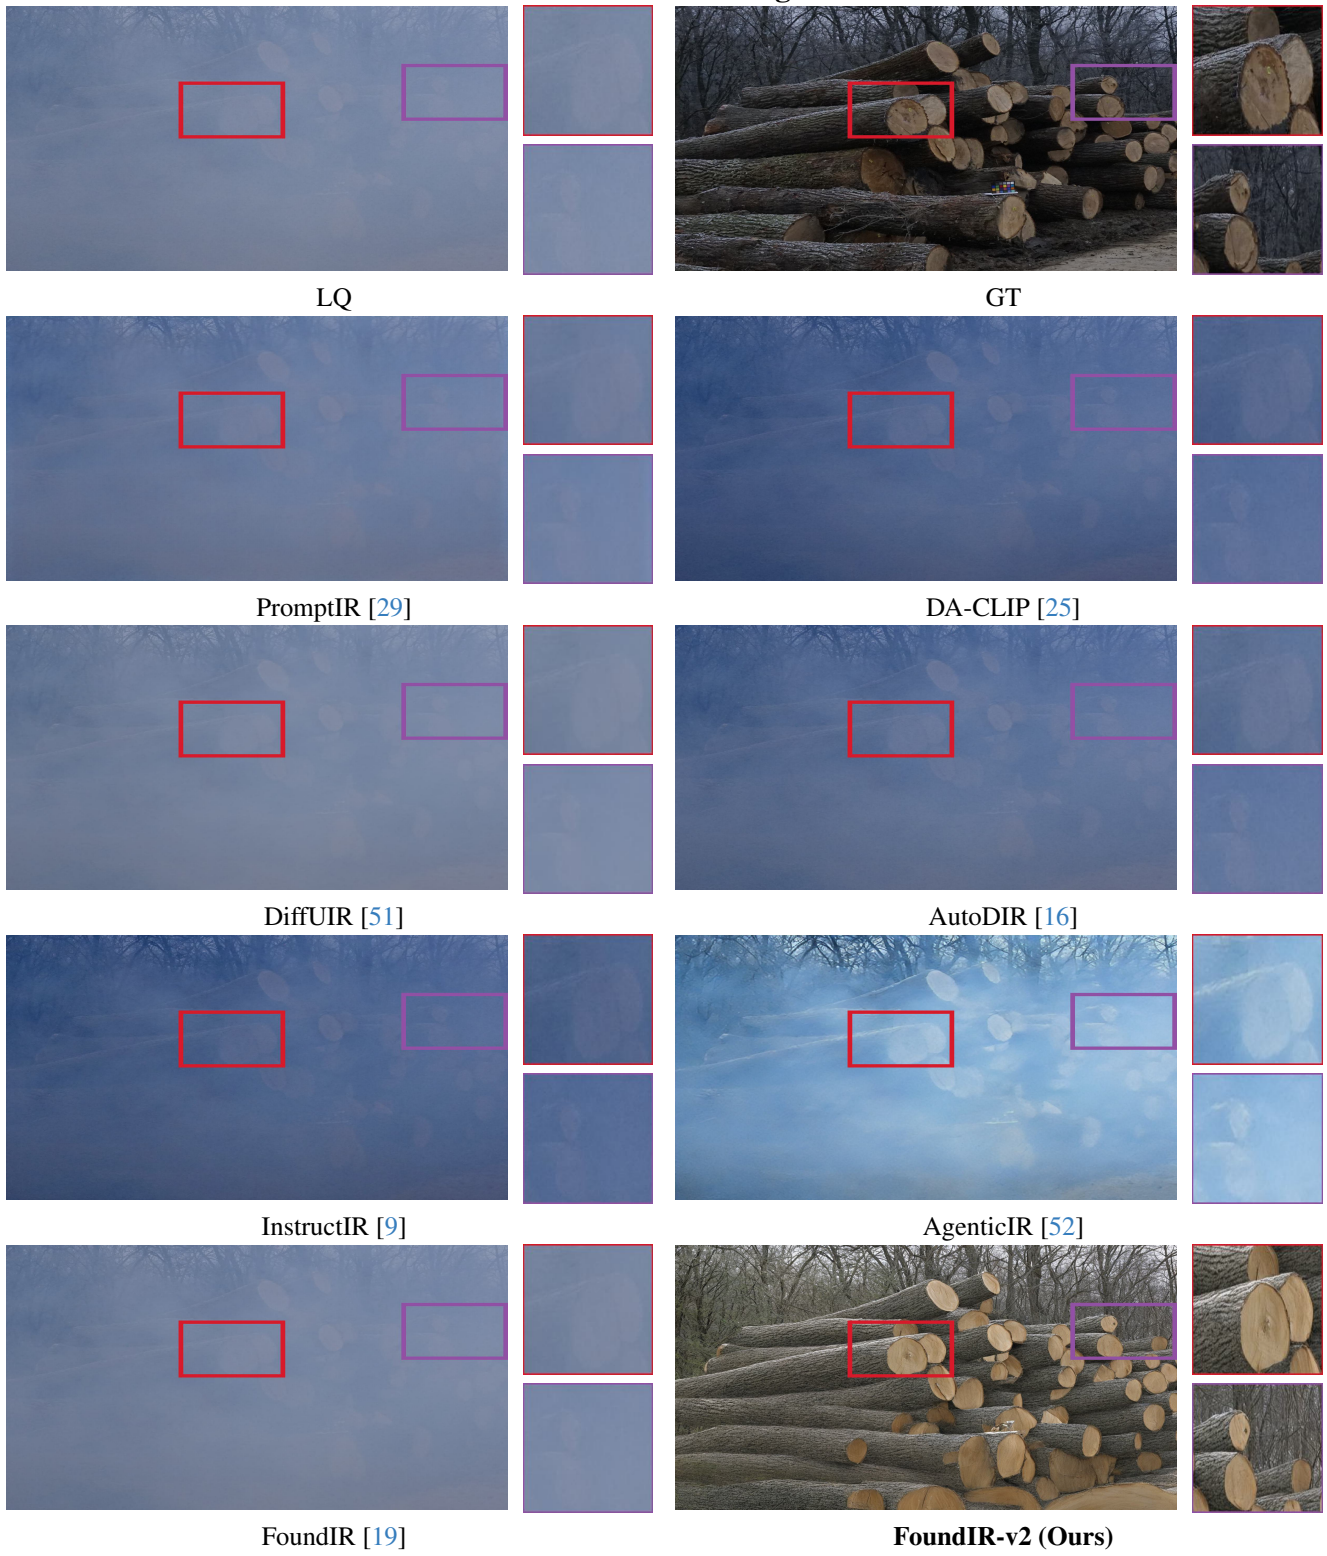 LQ
GT
PromptIR [29]
DA-CLIP [25]
DiffUIR [51]
AutoDIR [16]
InstructIR [9]
AgenticIR [52]
FoundIR [19]
FoundIR-v2 (Ours)